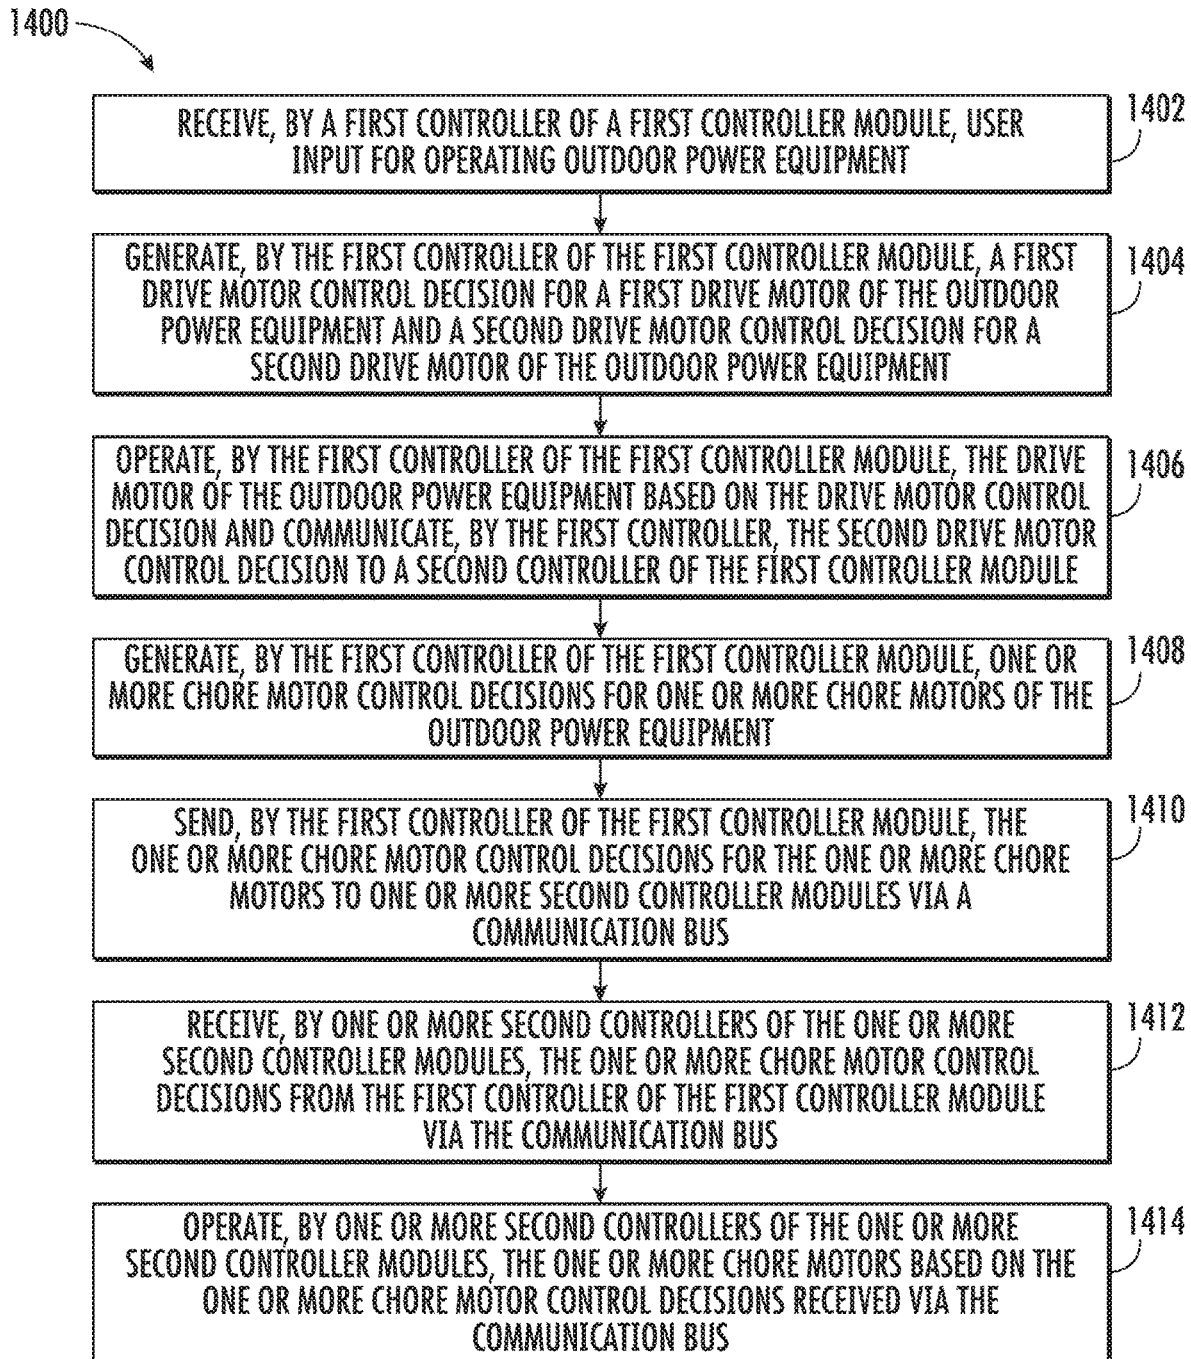 1400
RECEIVE, BY A FIRST CONTROLLER OF A FIRST CONTROLLER MODULE, USER
INPUT FOR OPERATING OUTDOOR POWER EQUIPMENT
1402
GENERATE, BY THE FIRST CONTROLLER OF THE FIRST CONTROLLER MODULE, A FIRST
DRIVE MOTOR CONTROL DECISION FOR A FIRST DRIVE MOTOR OF THE OUTDOOR
POWER EQUIPMENT AND A SECOND DRIVE MOTOR CONTROL DECISION FOR A
SECOND DRIVE MOTOR OF THE OUTDOOR POWER EQUIPMENT
1404
OPERATE, BY THE FIRST CONTROLLER OF THE FIRST CONTROLLER MODULE, THE DRIVE
MOTOR OF THE OUTDOOR POWER EQUIPMENT BASED ON THE DRIVE MOTOR CONTROL
DECISION AND COMMUNICATE, BY THE FIRST CONTROLLER, THE SECOND DRIVE MOTOR
CONTROL DECISION TO A SECOND CONTROLLER OF THE FIRST CONTROLLER MODULE
1406
GENERATE, BY THE FIRST CONTROLLER OF THE FIRST CONTROLLER MODULE, ONE OR
MORE CHORE MOTOR CONTROL DECISIONS FOR ONE OR MORE CHORE MOTORS OF THE
OUTDOOR POWER EQUIPMENT
1408
SEND, BY THE FIRST CONTROLLER OF THE FIRST CONTROLLER MODULE, THE
ONE OR MORE CHORE MOTOR CONTROL DECISIONS FOR THE ONE OR MORE CHORE
MOTORS TO ONE OR MORE SECOND CONTROLLER MODULES VIA A
COMMUNICATION BUS
1410
RECEIVE, BY ONE OR MORE SECOND CONTROLLERS OF THE ONE OR MORE
SECOND CONTROLLER MODULES, THE ONE OR MORE CHORE MOTOR CONTROL
DECISIONS FROM THE FIRST CONTROLLER OF THE FIRST CONTROLLER MODULE
VIA THE COMMUNICATION BUS
1412
OPERATE, BY ONE OR MORE SECOND CONTROLLERS OF THE ONE OR MORE
SECOND CONTROLLER MODULES, THE ONE OR MORE CHORE MOTORS BASED ON THE
ONE OR MORE CHORE MOTOR CONTROL DECISIONS RECEIVED VIA THE
COMMUNICATION BUS
1414